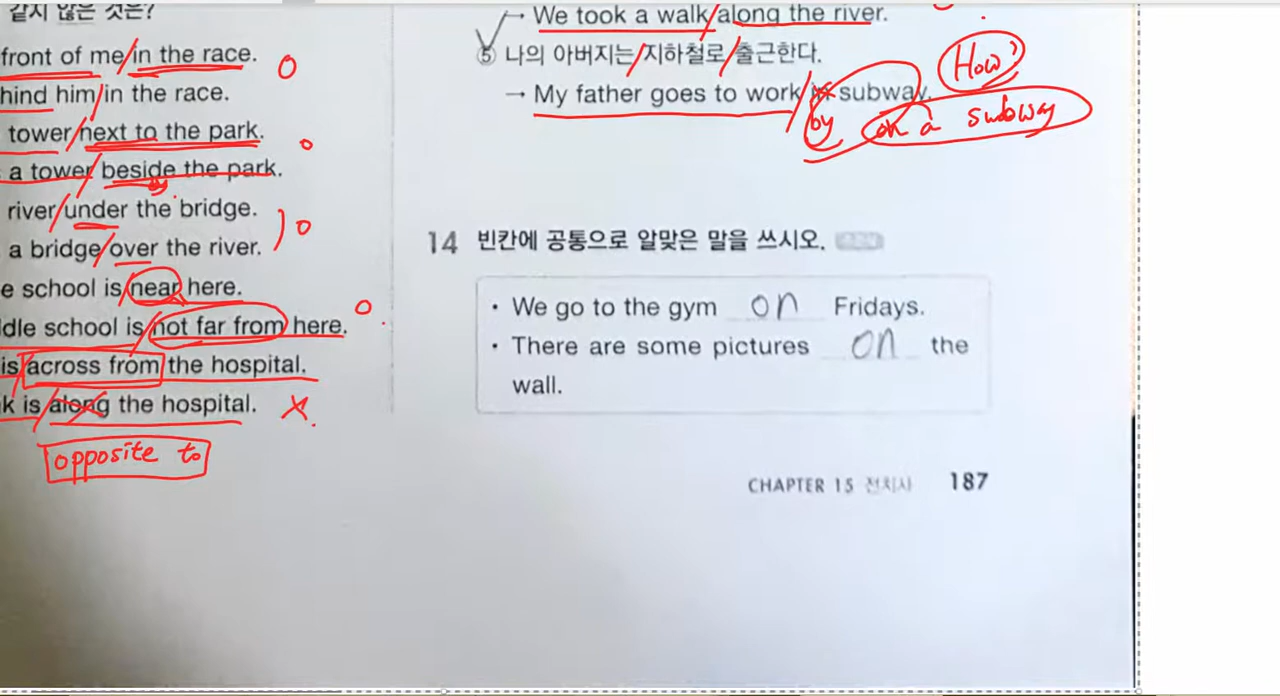 같지 않은 것은?
front of me/in the race. O
hind him/in the race.
tower/next to the park.
a tower/beside the park. O
by
river/under the bridge.
a bridge/over the river. O
e school is/near here.
dle school is/not far from here. O
is/across from the hospital.
k is/along the hospital. X
opposite to
→ We took a walk/along the river.
⑤ 나의 아버지는/지하철로/출근한다.
→ My father goes to work/ subway.
How?
by on a subway
14 빈칸에 공통으로 알맞은 말을 쓰시오.
• We go to the gym on Fridays.
• There are some pictures on the
wall.
CHAPTER 15 전치사 187